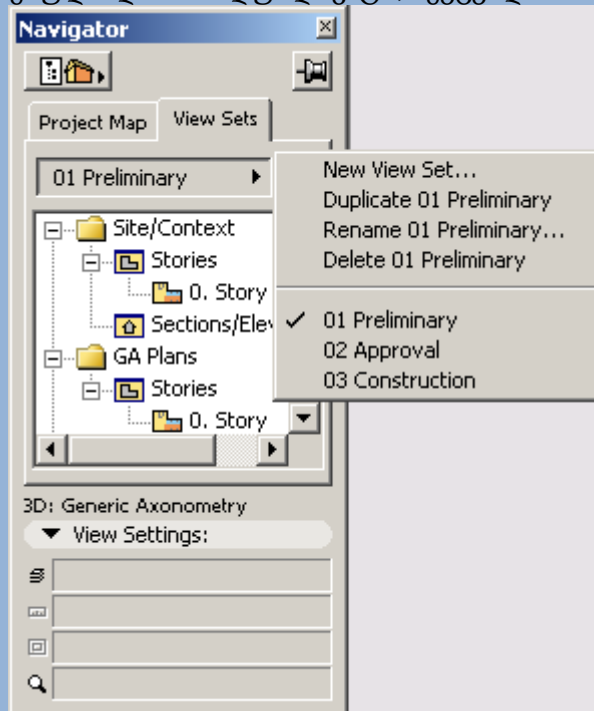 Navigator
Project Map
View Sets
01 Preliminary
New View Set...
Duplicate 01 Preliminary
Rename 01 Preliminary...
Delete 01 Preliminary
01 Preliminary
02 Approval
03 Construction
Site/Context
Stories
0. Story
Sections/Elev
GA Plans
Stories
0. Story
3D: Generic Axonometry
View Settings: